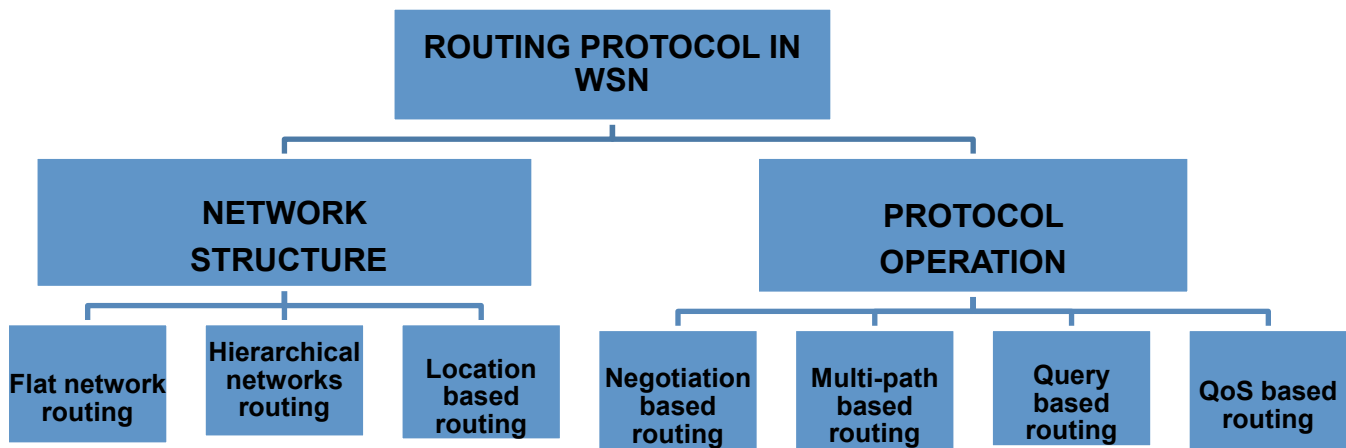 ROUTING PROTOCOL IN
WSN
NETWORK
STRUCTURE
PROTOCOL
OPERATION
Flat network
routing
Hierarchical
networks
routing
Location
based
routing
Negotiation
based
routing
Multi-path
based
routing
Query
based
routing
QoS based
routing